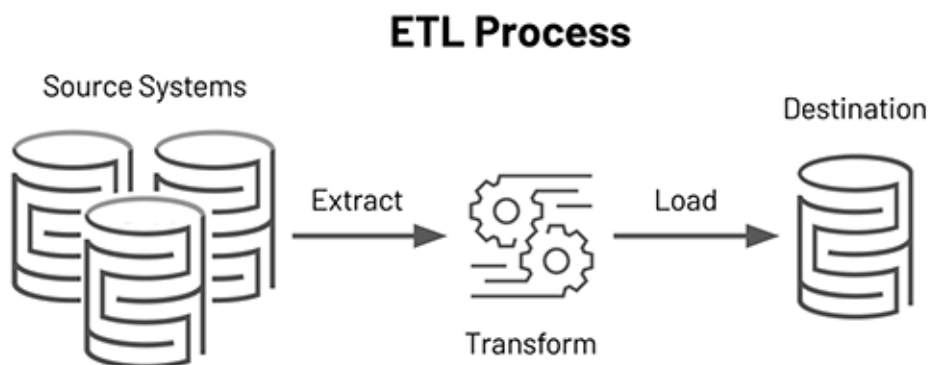 ETL Process
Source Systems
Destination
Extract
Load
Transform